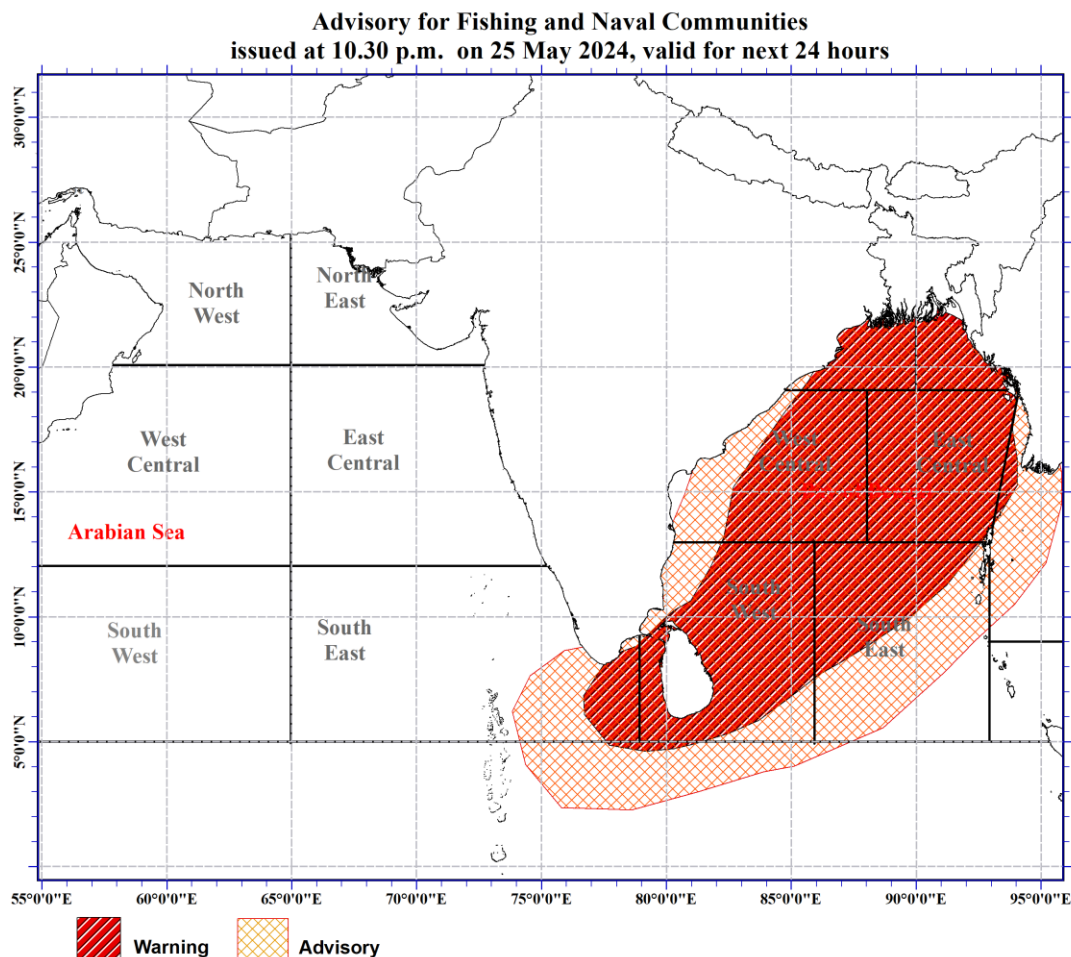 Advisory for Fishing and Naval Communities
issued at 10.30 p.m. on 25 May 2024, valid for next 24 hours
30°0'0"N
25°0'0"N
20°0'0"N
15°0'0"N
10°0'0"N
5°0'0"N
North
West
North
East
West
Central
East
Central
Arabian Sea
South
West
South
East
West
Central
East
Central
South
West
South
East
55°0'0"E
60°0'0"E
65°0'0"E
70°0'0"E
75°0'0"E
80°0'0"E
85°0'0"E
90°0'0"E
95°0'0"E
Warning
Advisory